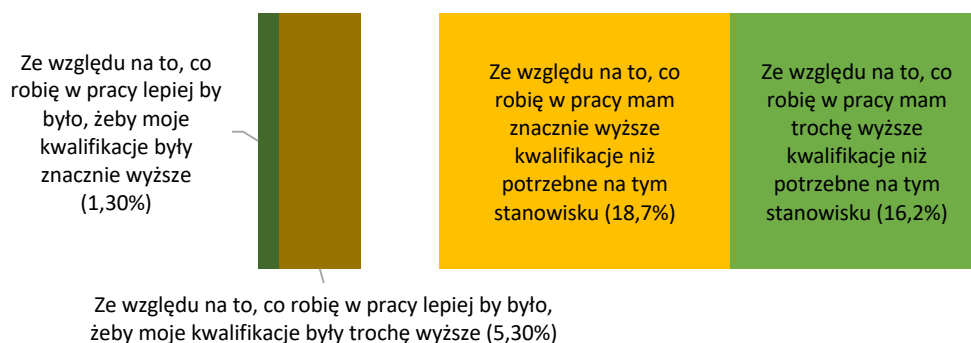 Ze względu na to, co
robię w pracy lepiej by
było, żeby moje
kwalifikacje były
znacznie wyższe
(1,30%)
Ze względu na to, co
robię w pracy mam
znacznie wyższe
kwalifikacje niż
potrzebne na tym
stanowisku (18,7%)
Ze względu na to, co
robię w pracy mam
trochę wyższe
kwalifikacje niż
potrzebne na tym
stanowisku (16,2%)
Ze względu na to, co robię w pracy lepiej by było,
żeby moje kwalifikacje były trochę wyższe (5,30%)